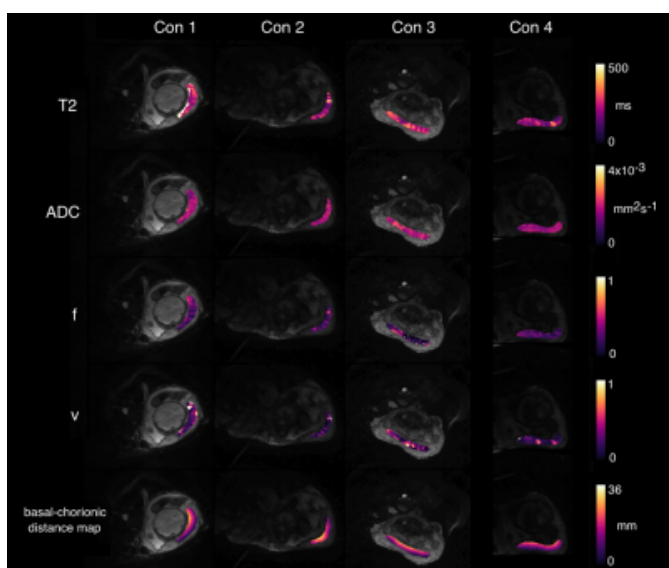 Con 1 Con 2 Con 3 Con 4
T2
500
ms
0
ADC
4x10-3
mm2s-1
0
f
1
0
v
1
0
basal-chorionic
distance map
36
mm
0